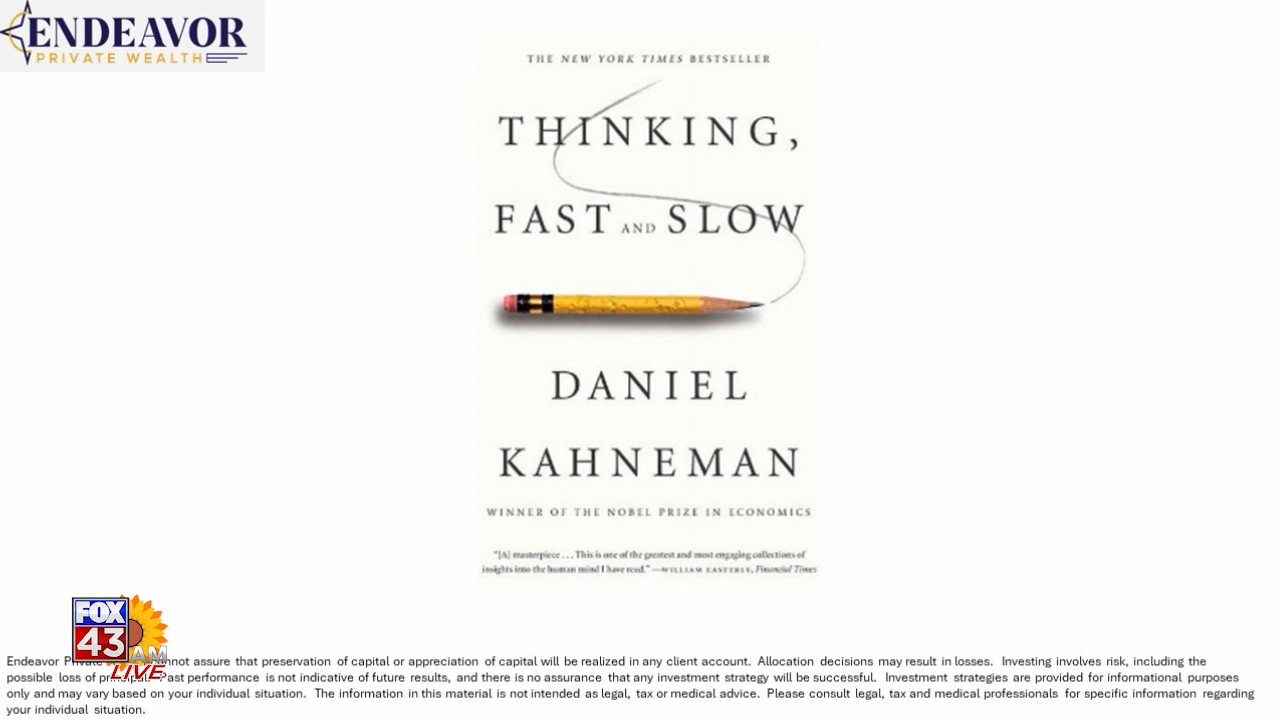 ENDEAVOR
PRIVATE WEALTH
THE NEW YORK TIMES BESTSELLER
THINKING,
FAST AND SLOW
DANIEL
KAHNEMAN
WINNER OF THE NOBEL PRIZE IN ECONOMICS
"[A] masterpiece . . . This is one of the greatest and most engaging collections of
insights into the human mind I have read." —WILLIAM EASTERLY, Financial Times
FOX
43
AM
LIVE
Endeavor not assure that preservation of capital or appreciation of capital will be realized in any client account. Allocation decisions may result in losses. Investing involves risk, including the
possible loss of Past performance is not indicative of future results, and there is no assurance that any investment strategy will be successful. Investment strategies are provided for informational purposes
only and may vary based on your individual situation. The information in this material is not intended as legal, tax or medical advice. Please consult legal, tax and medical professionals for specific information regarding
your individual situation.